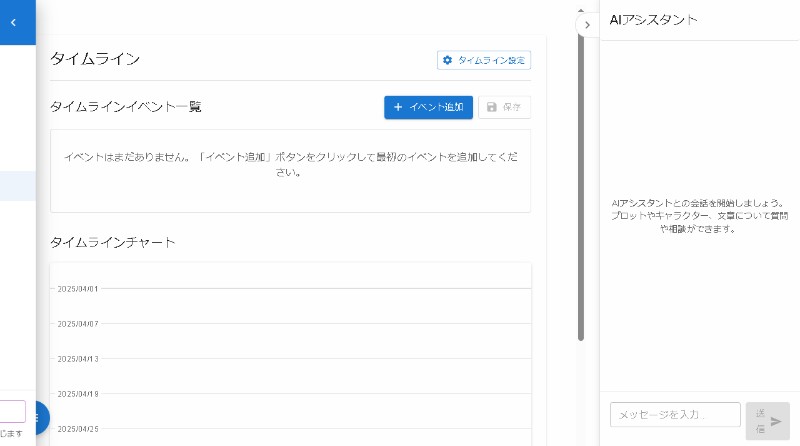 タイムライン
タイムライン設定
タイムラインイベント一覧
イベント追加
保存
イベントはまだありません。「イベント追加」ボタンをクリックして最初のイベントを追加してくだ
さい。
タイムラインチャート
2025/04/01
2025/04/07
2025/04/13
2025/04/19
2025/04/25
じます
AIアシスタント
AIアシスタントとの会話を開始しましょう。
プロットやキャラクター、文章について質問
や相談ができます。
メッセージを入力...
送
信